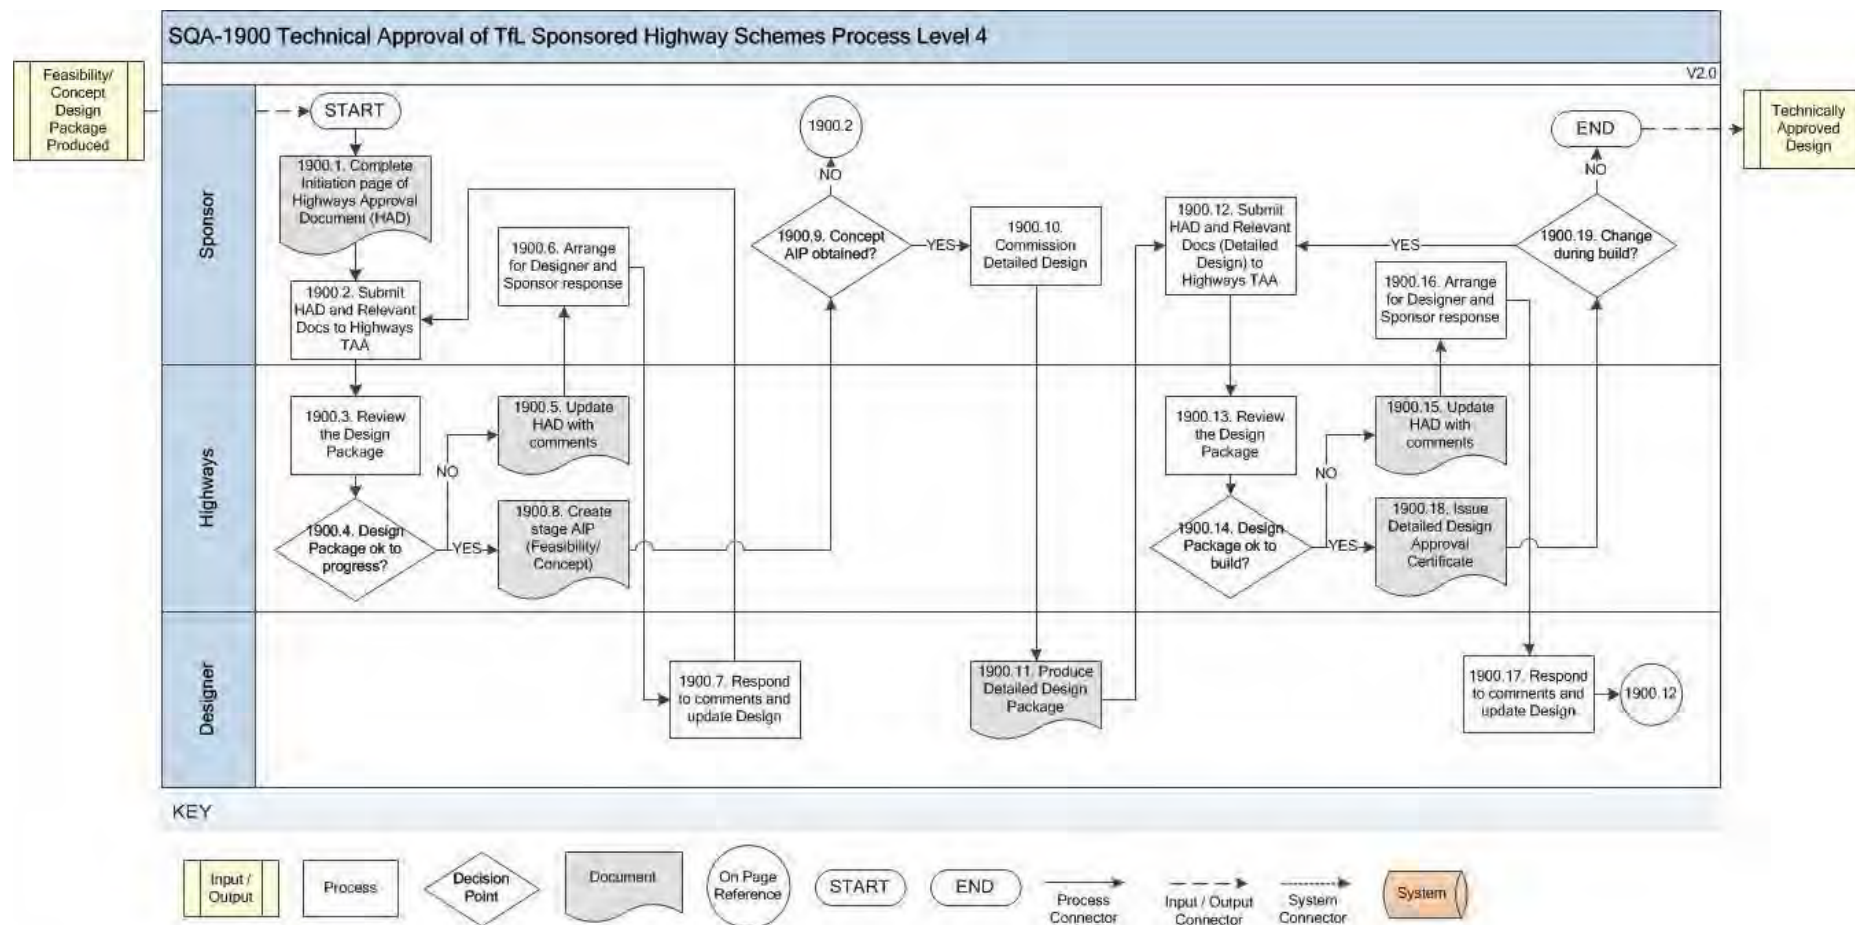 SQA-1900 Technical Approval of TfL Sponsored Highway Schemes Process Level 4
V2.0
Feasibility/
Concept
Design
Package
Produced
Sponsor
START
1900.1. Complete
Initiation page of
Highways Approval
Document (HAD)
1900.2. Submit
HAD and Relevant
Docs to Highways
TAA
1900.6. Arrange
for Designer and
Sponsor response
1900.2
NO
1900.9. Concept
AIP obtained?
YES
1900.10.
Commission
Detailed Design
1900.12. Submit
HAD and Relevant
Docs (Detailed
Design) to
Highways TAA
YES
1900.16. Arrange
for Designer and
Sponsor response
END
NO
1900.19. Change
during build?
Technically
Approved
Design
Highways
1900.3. Review
the Design
Package
1900.4. Design
Package ok to
progress?
NO
YES
1900.5. Update
HAD with
comments
1900.8. Create
stage AIP
(Feasibility/
Concept)
1900.13. Review
the Design
Package
1900.14. Design
Package ok to
build?
NO
YES
1900.15. Update
HAD with
comments
1900.18. Issue
Detailed Design
Approval
Certificate
Designer
1900.7. Respond
to comments and
update Design
1900.11. Produce
Detailed Design
Package
1900.17. Respond
to comments and
update Design
1900.12
KEY
Input /
Output
Process
Decision
Point
Document
On Page
Reference
START
END
Process
Connector
Input / Output
Connector
System
Connector
System